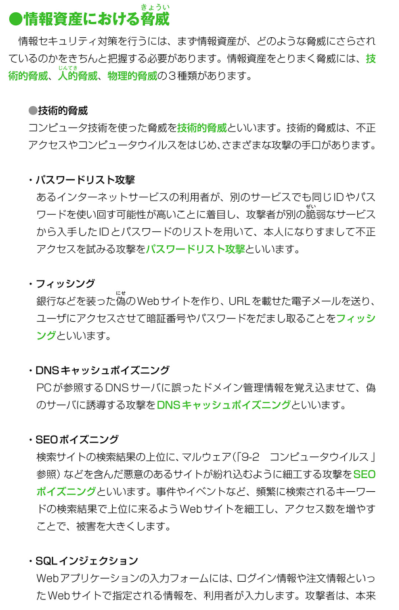 ●情報資産における脅威
情報セキュリティ対策を行うには、まず情報資産が、どのような脅威にさらされ
ているのかをきちんと把握する必要があります。情報資産をとりまく脅威には、技
術的脅威、人的脅威、物理的脅威の3種類があります。
●技術的脅威
コンピュータ技術を使った脅威を技術的脅威といいます。技術的脅威は、不正
アクセスやコンピュータウイルスをはじめ、さまざまな攻撃の手口があります。
・パスワードリスト攻撃
あるインターネットサービスの利用者が、別のサービスでも同じIDやパス
ワードを使い回す可能性が高いことに着目し、攻撃者が別の脆弱なサービス
から入手したIDとパスワードのリストを用いて、本人になりすまして不正
アクセスを試みる攻撃をパスワードリスト攻撃といいます。
・フィッシング
銀行などを装った偽のWebサイトを作り、URLを載せた電子メールを送り、
ユーザにアクセスさせて暗証番号やパスワードをだまし取ることをフィッシ
ングといいます。
・DNSキャッシュポイズニング
PCが参照するDNSサーバに誤ったドメイン管理情報を覚え込ませて、偽
のサーバに誘導する攻撃をDNSキャッシュポイズニングといいます。
・SEOポイズニング
検索サイトの検索結果の上位に、マルウェア(「9-2 コンピュータウイルス」
参照)などを含んだ悪意のあるサイトが紛れ込むように細工する攻撃をSEO
ポイズニングといいます。事件やイベントなど、頻繁に検索されるキーワー
ドの検索結果で上位に来るようWebサイトを細工し、アクセス数を増やす
ことで、被害を大きくします。
・SQLインジェクション
Webアプリケーションの入力フォームには、ログイン情報や注文情報といっ
たWebサイトで指定される情報を、利用者が入力します。攻撃者は、本来